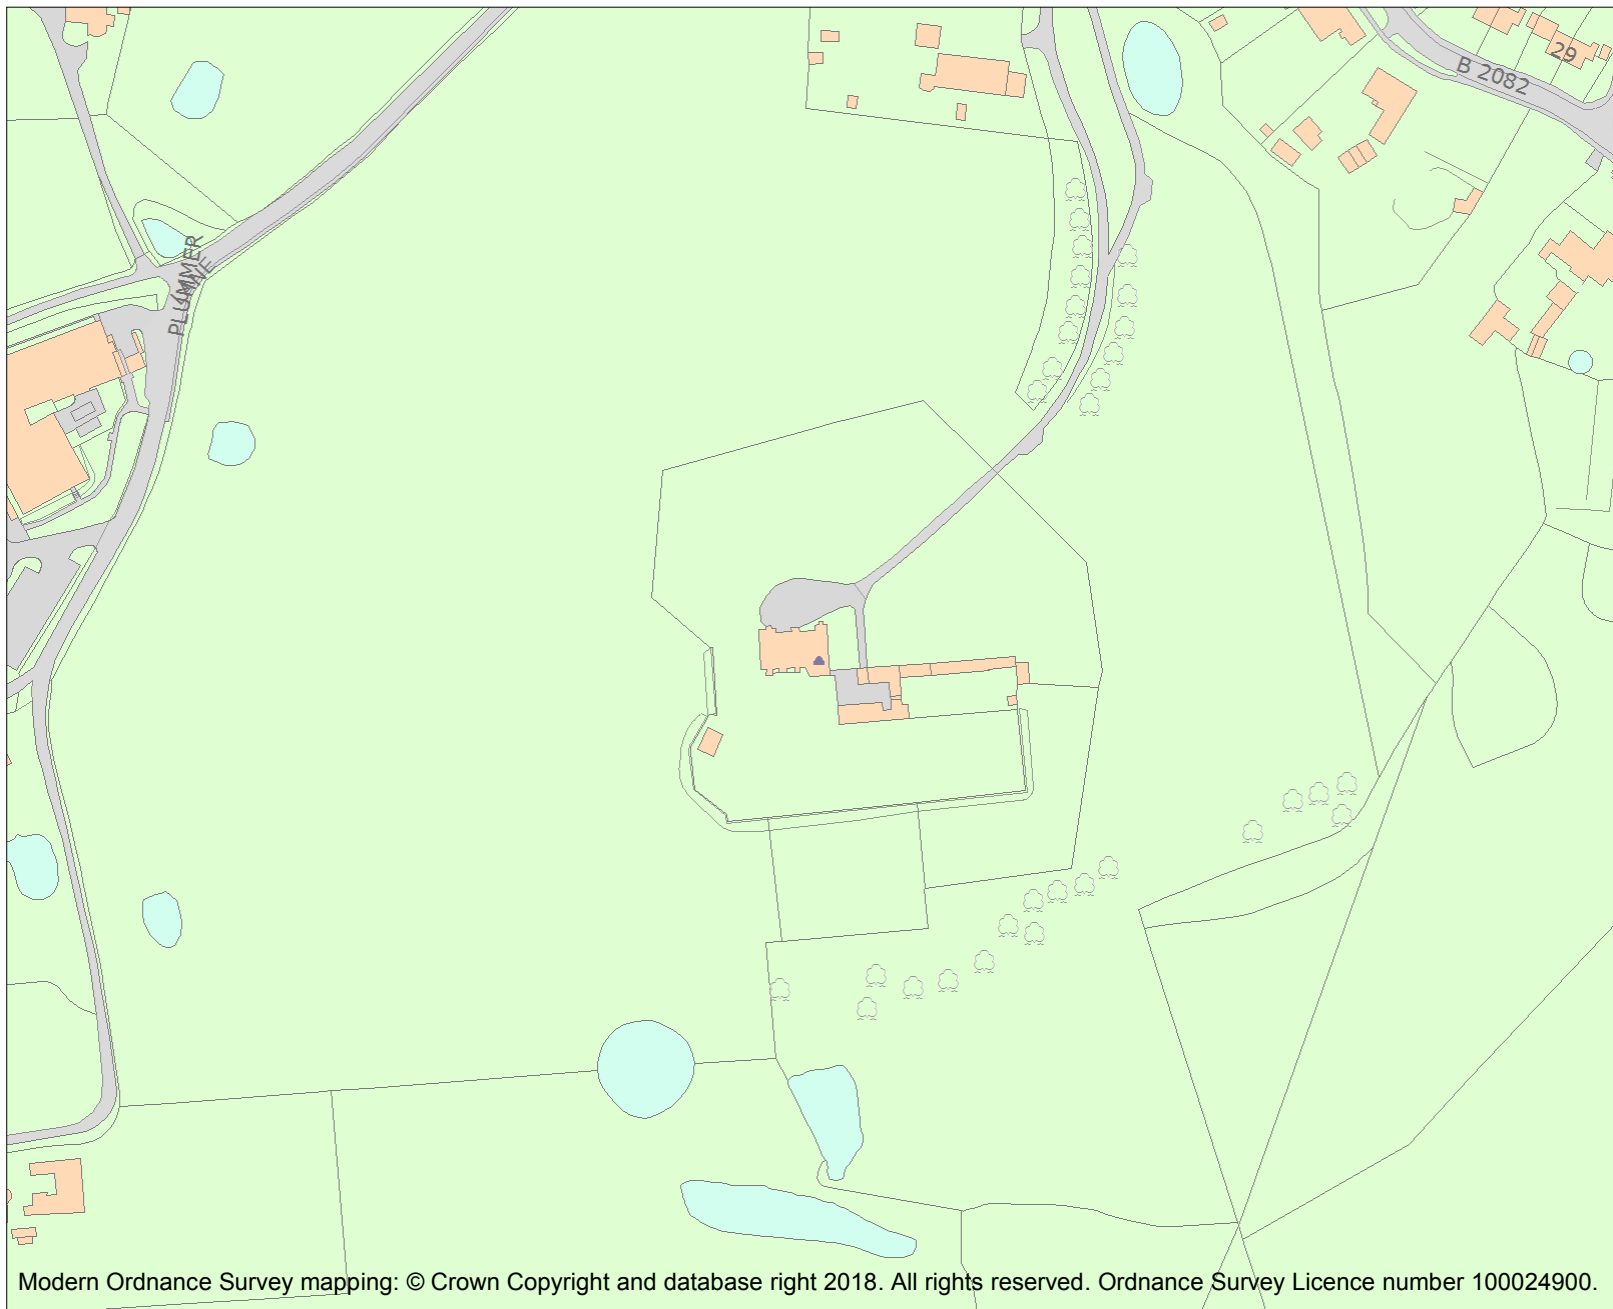 29
B 2082
PLUMMER
LANE
Modern Ordnance Survey mapping: © Crown Copyright and database right 2018. All rights reserved. Ordnance Survey Licence number 100024900.